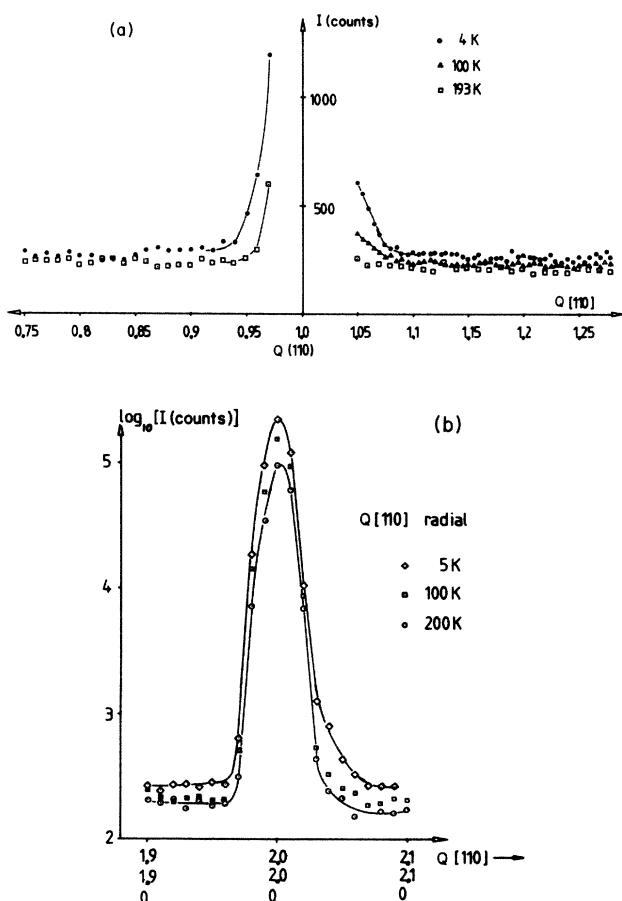 (a)
I (counts)
4 K
100 K
193 K
1000
500
0.75 0.8 0.85 0.9 0.95 1.0 1.05 1.1 1.15 1.2 1.25
Q [110]
Q (110)
log10 [I (counts)]
(b)
5
Q [110] radial
5 K
100 K
200 K
4
3
2
1.9 2.0 2.1
1.9 2.0 2.1
0 0 0
Q [110]